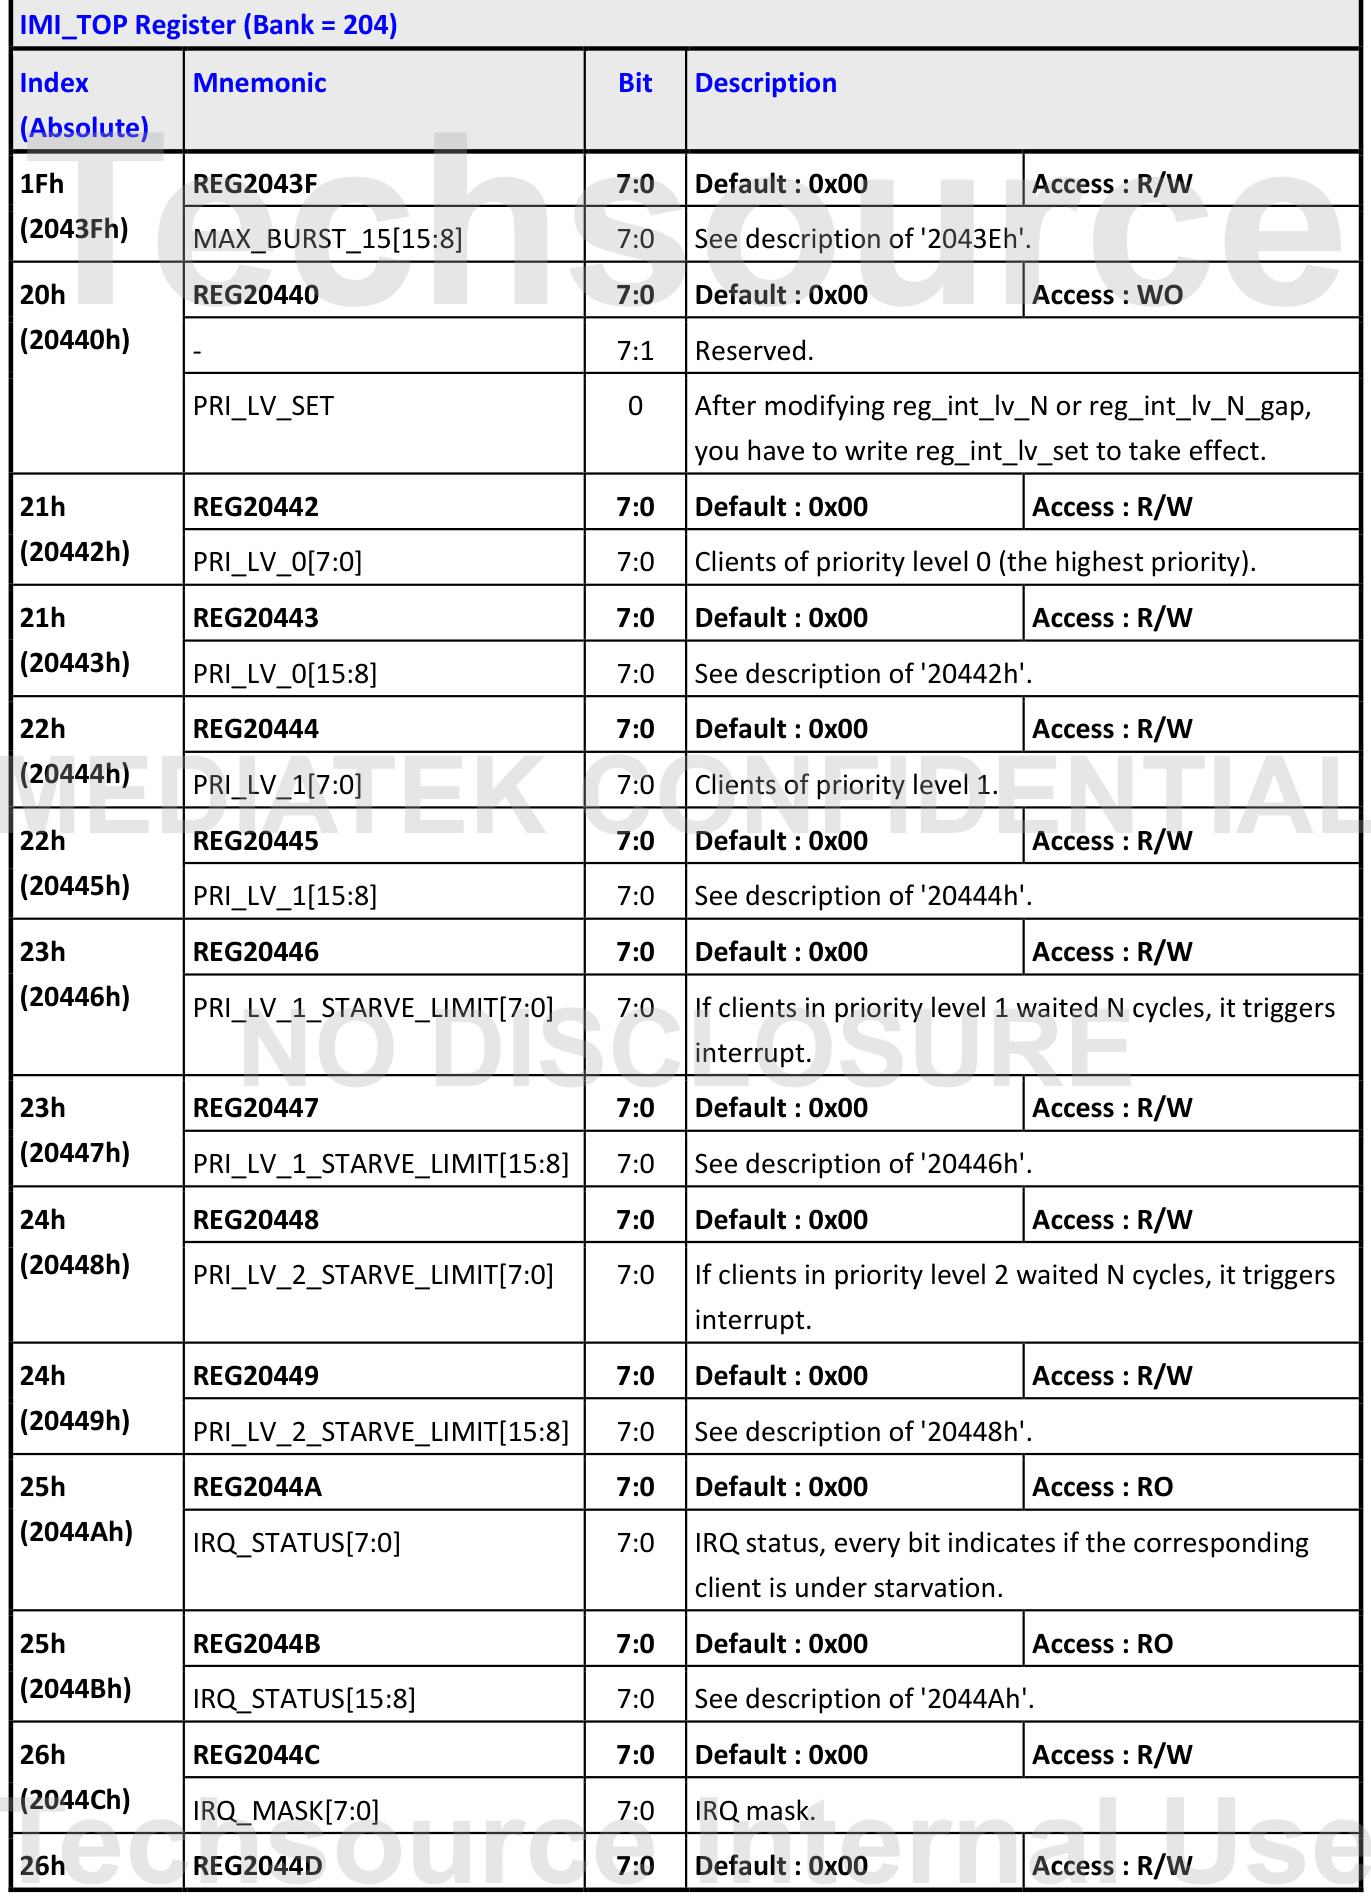 IMI_TOP Register (Bank = 204)
Index (Absolute) Mnemonic Bit Description
1Fh (2043Fh) REG2043F 7:0 Default : 0x00 Access : R/W
MAX_BURST_15[15:8] 7:0 See description of '2043Eh'.
20h (20440h) REG20440 7:0 Default : 0x00 Access : WO
- 7:1 Reserved.
PRI_LV_SET 0 After modifying reg_int_lv_N or reg_int_lv_N_gap,
you have to write reg_int_lv_set to take effect.
21h (20442h) REG20442 7:0 Default : 0x00 Access : R/W
PRI_LV_0[7:0] 7:0 Clients of priority level 0 (the highest priority).
21h (20443h) REG20443 7:0 Default : 0x00 Access : R/W
PRI_LV_0[15:8] 7:0 See description of '20442h'.
22h (20444h) REG20444 7:0 Default : 0x00 Access : R/W
PRI_LV_1[7:0] 7:0 Clients of priority level 1.
22h (20445h) REG20445 7:0 Default : 0x00 Access : R/W
PRI_LV_1[15:8] 7:0 See description of '20444h'.
23h (20446h) REG20446 7:0 Default : 0x00 Access : R/W
PRI_LV_1_STARVE_LIMIT[7:0] 7:0 If clients in priority level 1 waited N cycles, it triggers
interrupt.
23h (20447h) REG20447 7:0 Default : 0x00 Access : R/W
PRI_LV_1_STARVE_LIMIT[15:8] 7:0 See description of '20446h'.
24h (20448h) REG20448 7:0 Default : 0x00 Access : R/W
PRI_LV_2_STARVE_LIMIT[7:0] 7:0 If clients in priority level 2 waited N cycles, it triggers
interrupt.
24h (20449h) REG20449 7:0 Default : 0x00 Access : R/W
PRI_LV_2_STARVE_LIMIT[15:8] 7:0 See description of '20448h'.
25h (2044Ah) REG2044A 7:0 Default : 0x00 Access : RO
IRQ_STATUS[7:0] 7:0 IRQ status, every bit indicates if the corresponding
client is under starvation.
25h (2044Bh) REG2044B 7:0 Default : 0x00 Access : RO
IRQ_STATUS[15:8] 7:0 See description of '2044Ah'.
26h (2044Ch) REG2044C 7:0 Default : 0x00 Access : R/W
IRQ_MASK[7:0] 7:0 IRQ mask.
26h REG2044D 7:0 Default : 0x00 Access : R/W
Techsource
MEDIATEK CONFIDENTIAL
NO DISCLOSURE
Techsource Internal Use